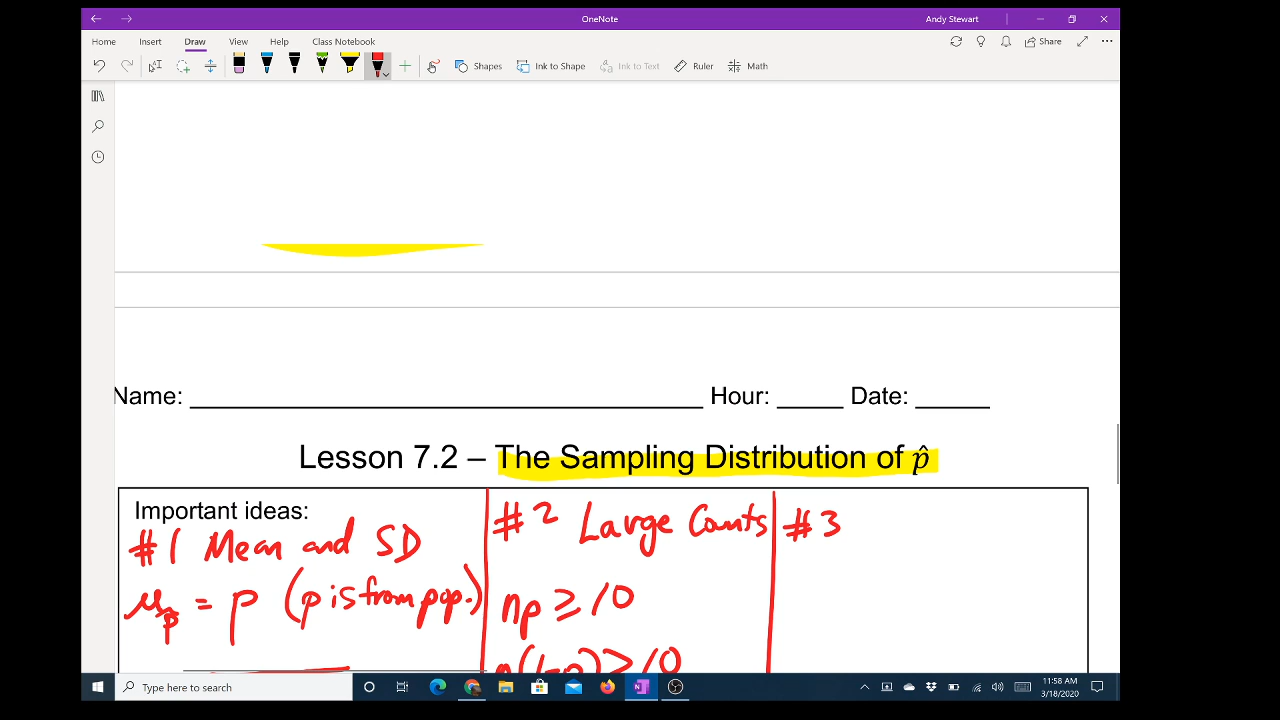 OneNote
Andy Stewart
Home Insert Draw View Help Class Notebook
Share
Shapes Ink to Shape Ink to Text Ruler Math
Name: Hour: Date:
Lesson 7.2 – The Sampling Distribution of p̂
Important ideas:
#1 Mean and SD
μp̂ = p (p is from pop.)
#2 Large Counts
np ≥ 10
n(1-p) ≥ 10
#3
Type here to search
11:58 AM
3/18/2020